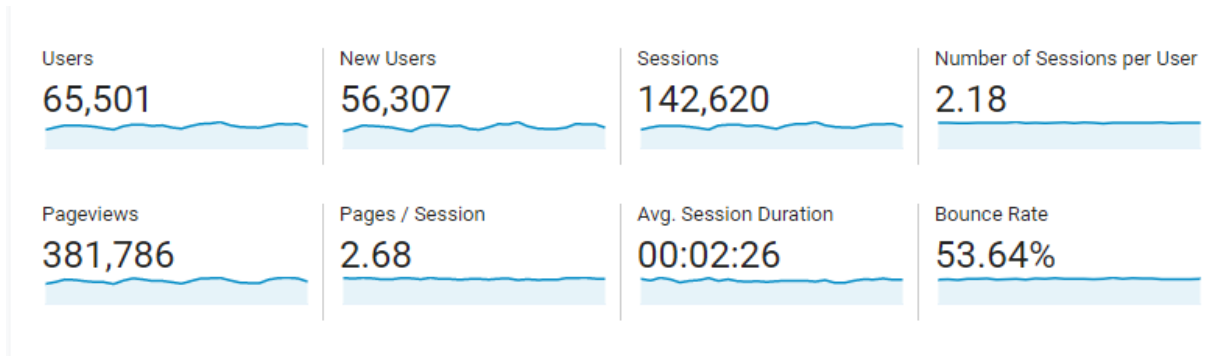 Users
65,501
New Users
56,307
Sessions
142,620
Number of Sessions per User
2.18
Pageviews
381,786
Pages / Session
2.68
Avg. Session Duration
00:02:26
Bounce Rate
53.64%